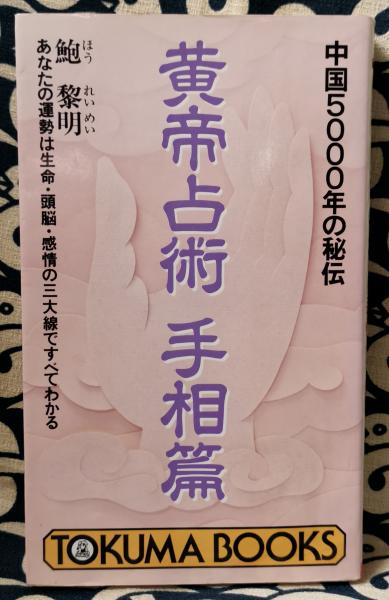 中国5000年の秘伝
黄帝占術 手相篇
鮑 黎明
ほう れい めい
あなたの運勢は生命・頭脳・感情の三大線ですべてわかる
TOKUMA BOOKS